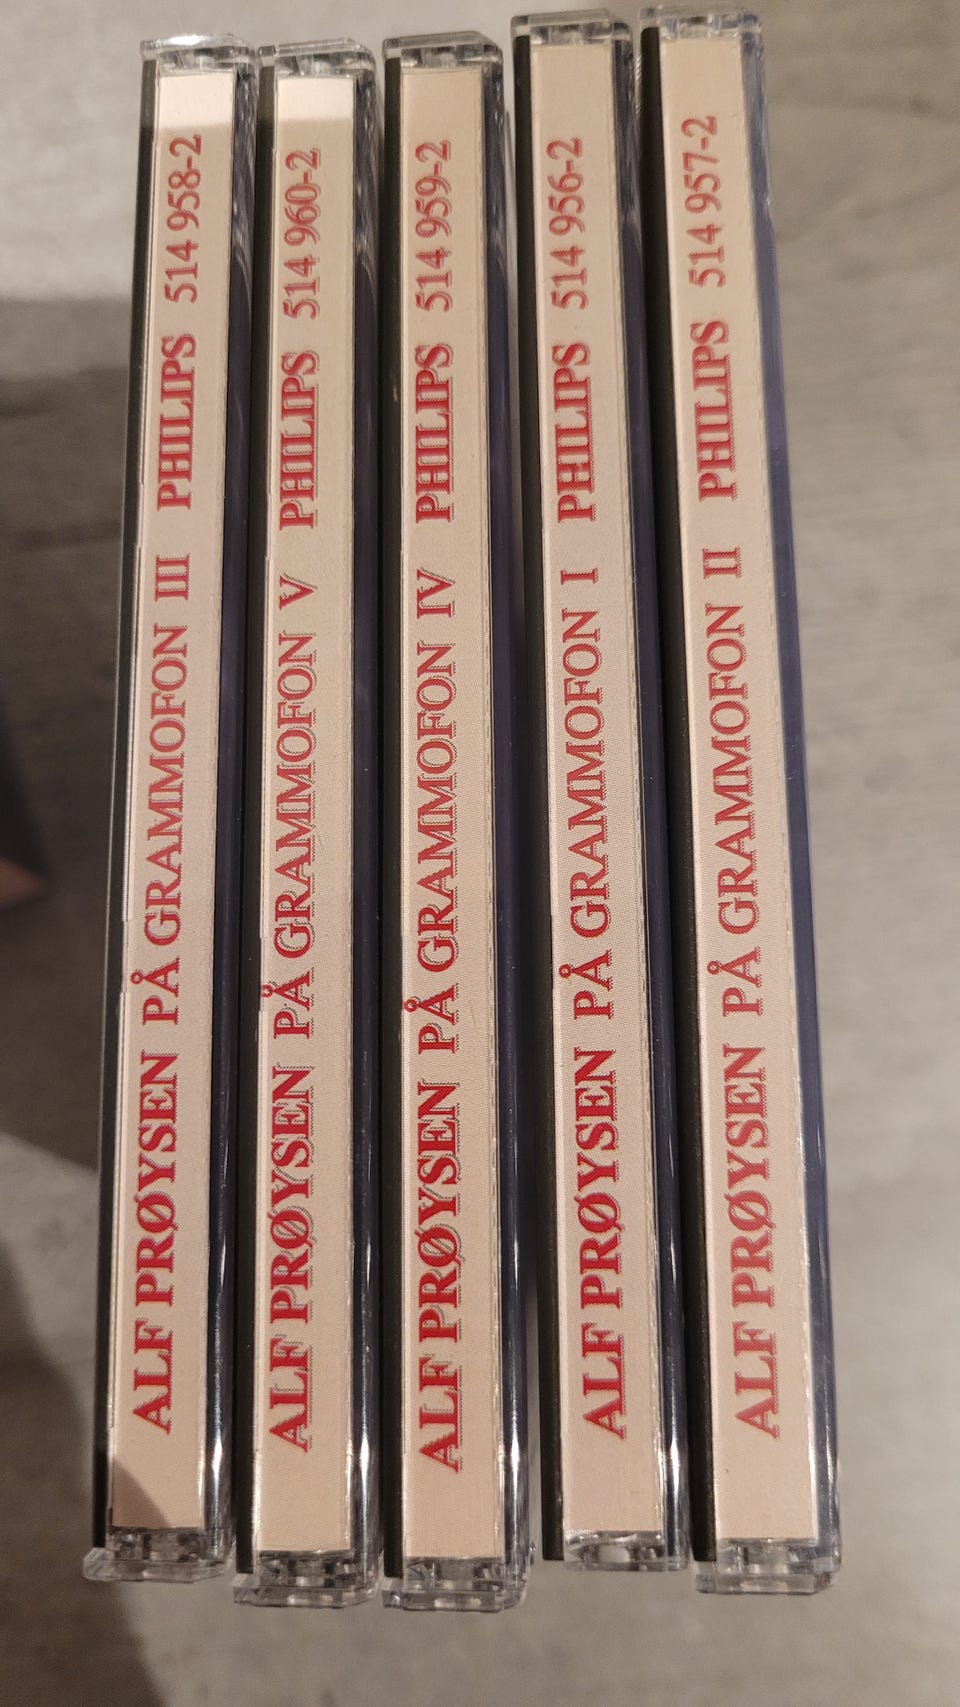 ALF PRØYSEN PÅ GRAMMOFON III PHILIPS 514 958-2
ALF PRØYSEN PÅ GRAMMOFON V PHILIPS 514 960-2
ALF PRØYSEN PÅ GRAMMOFON IV PHILIPS 514 959-2
ALF PRØYSEN PÅ GRAMMOFON I PHILIPS 514 956-2
ALF PRØYSEN PÅ GRAMMOFON II PHILIPS 514 957-2